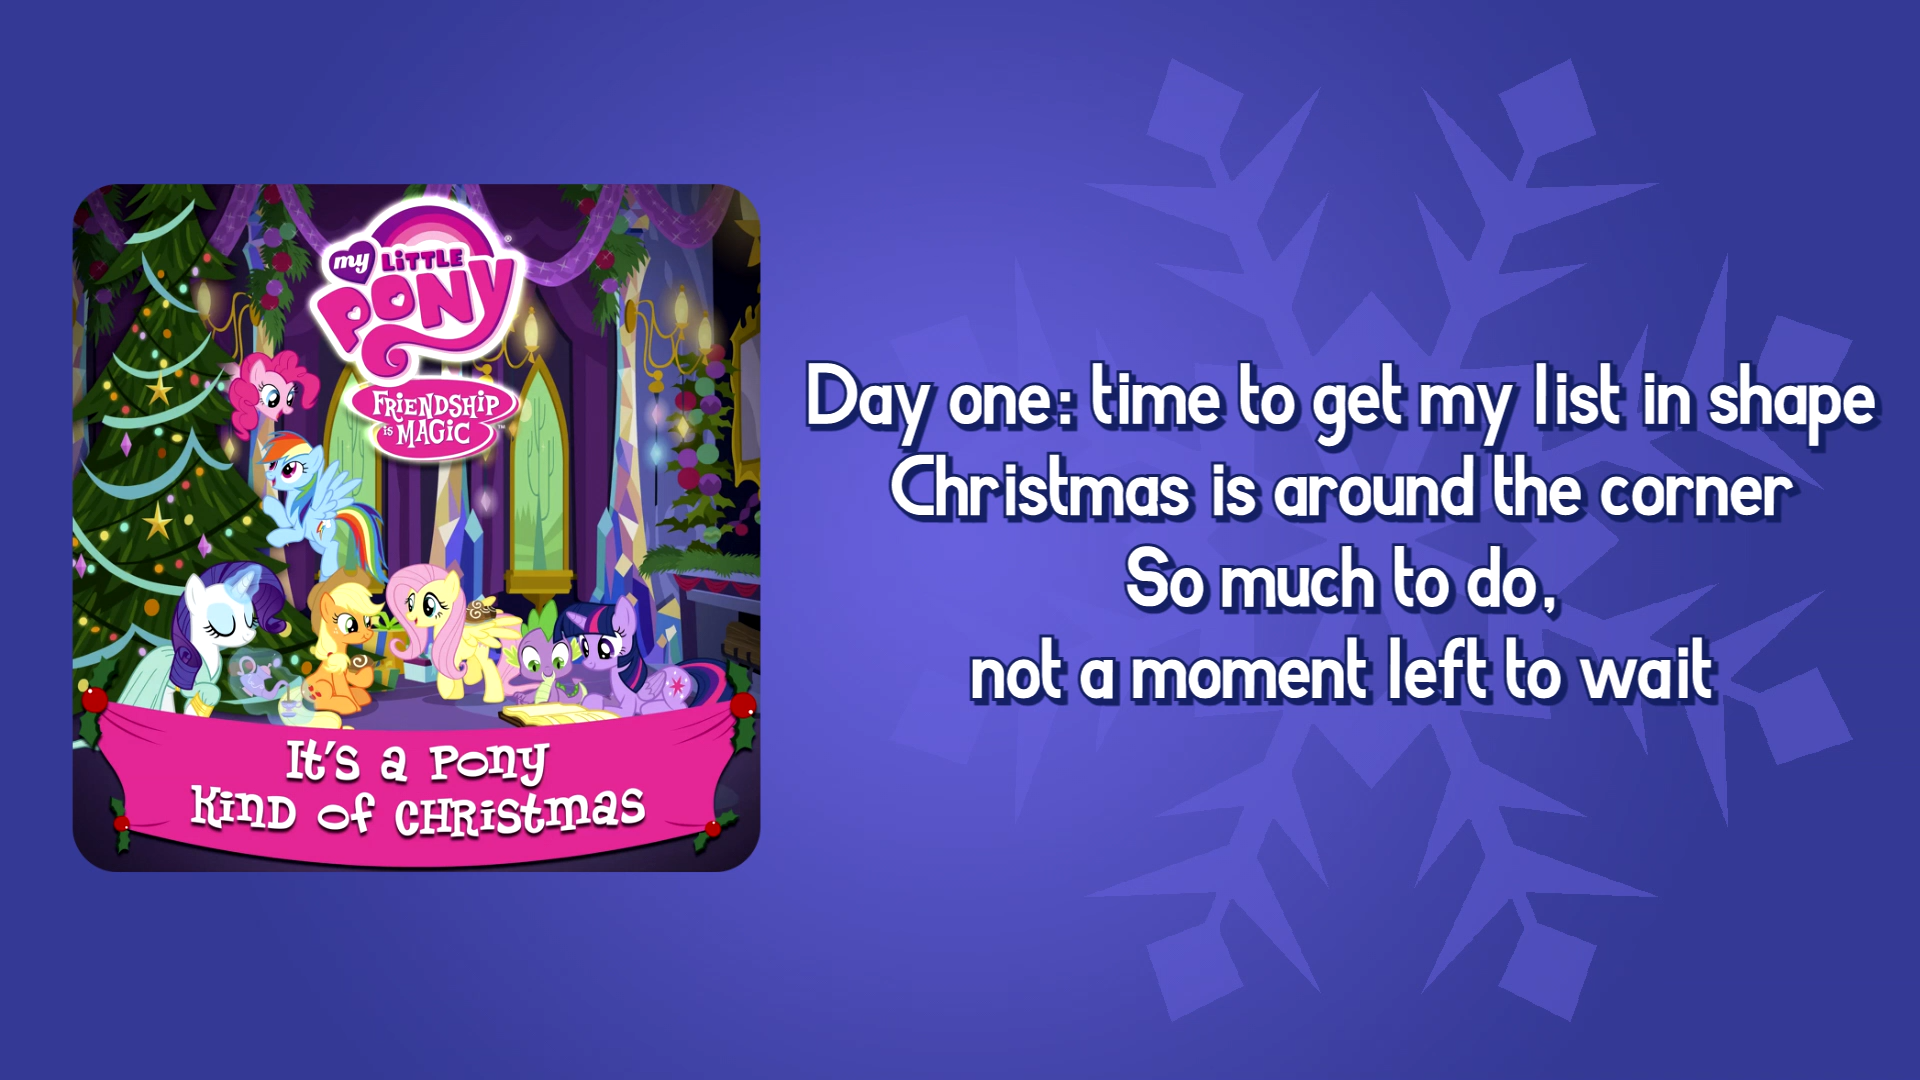 my LiTTLE
PONY
FRiENDSHiP
is MAGiC
It's a Pony
Kind of Christmas
Day one: time to get my list in shape
Christmas is around the corner
So much to do,
not a moment left to wait